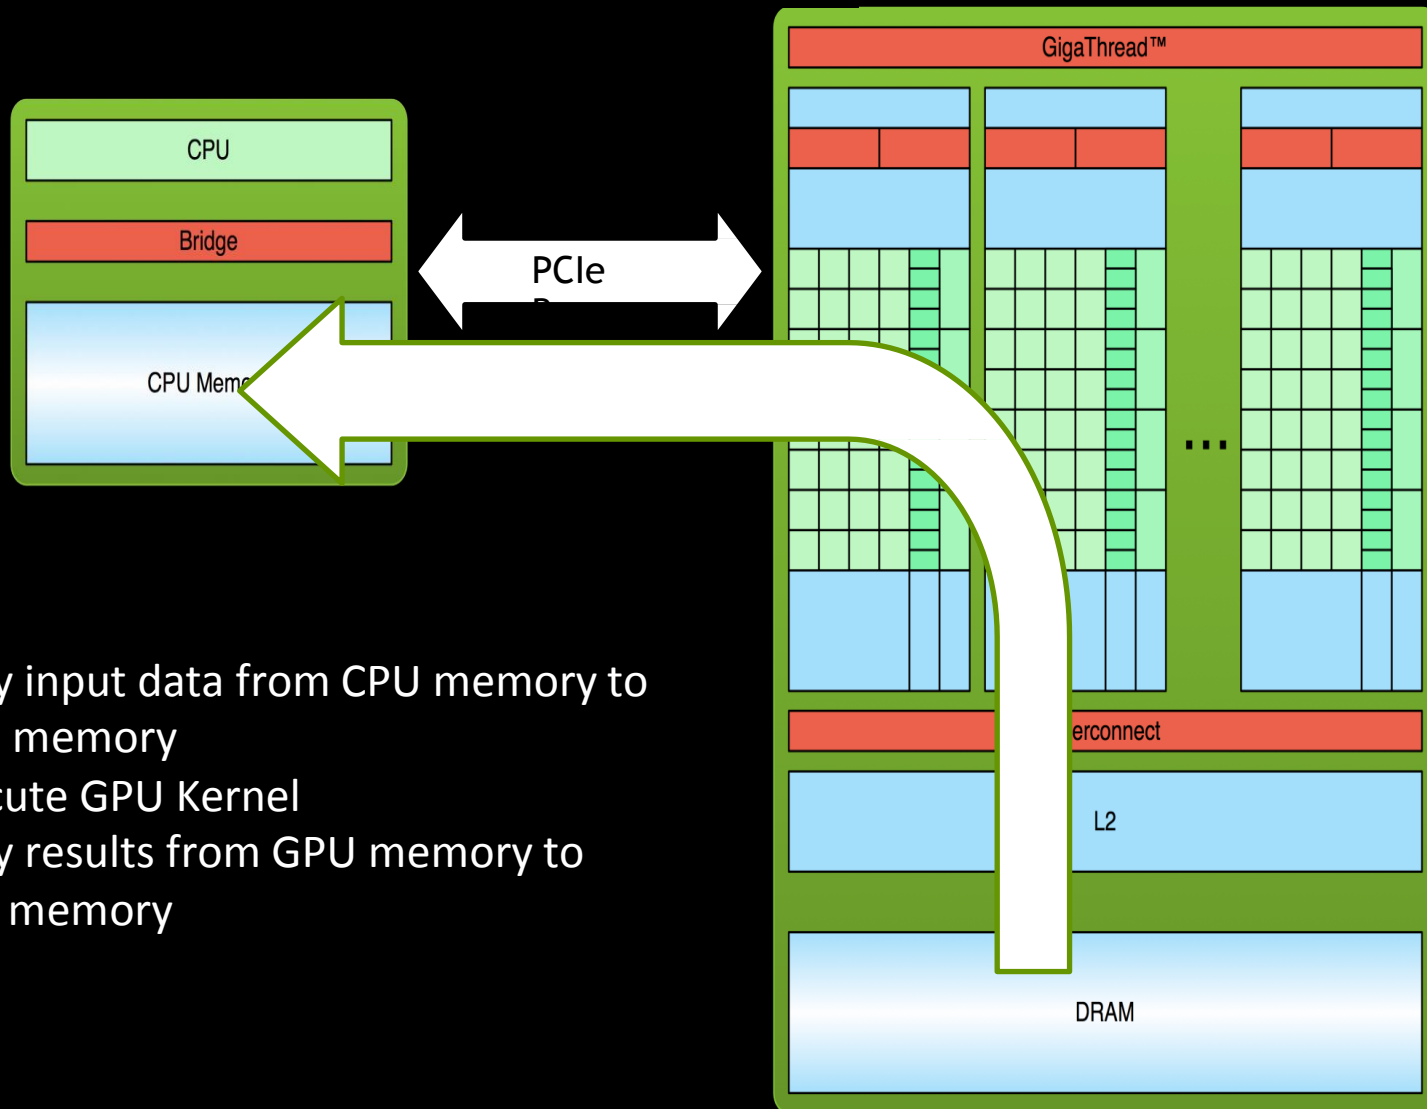 GigaThread™
CPU
Bridge
PCIe
CPU Mem
y input data from CPU memory to
memory
cute GPU Kernel
y results from GPU memory to
memory
erconnect
L2
DRAM